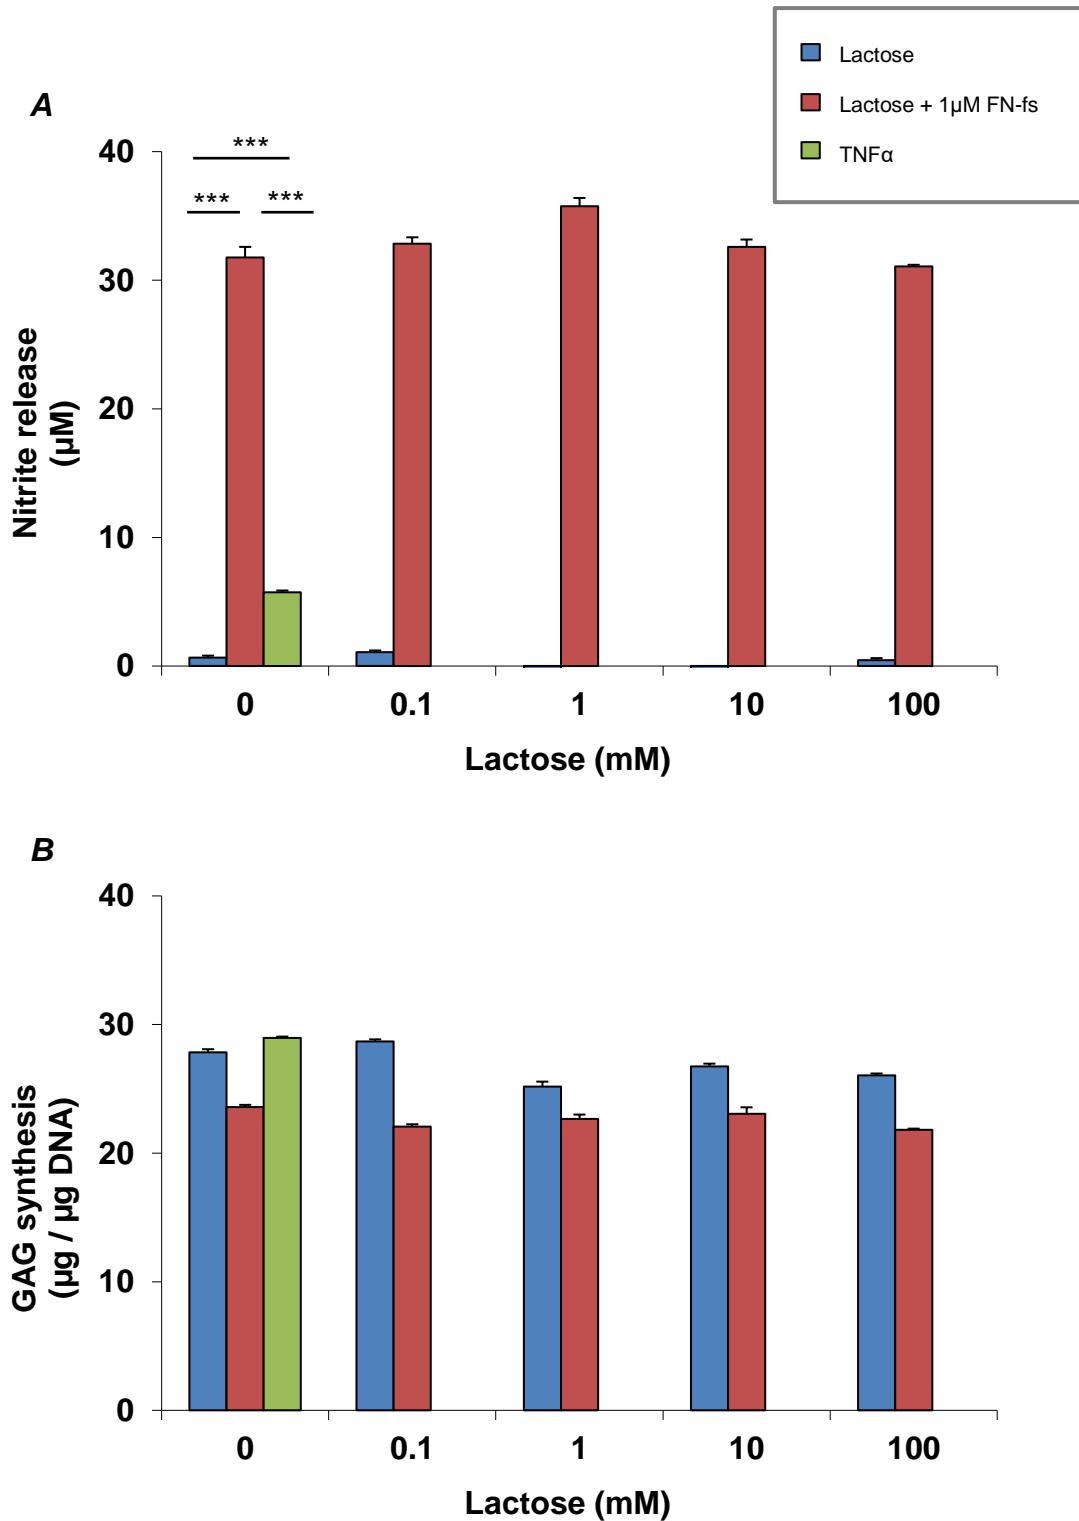 Lactose
Lactose + 1µM FN-fs
TNFα
A
40
30
20
10
0
***
*** ***
Nitrite release
(µM)
0 0.1 1 10 100
Lactose (mM)
B
40
30
20
10
0
GAG synthesis
(µg / µg DNA)
0 0.1 1 10 100
Lactose (mM)